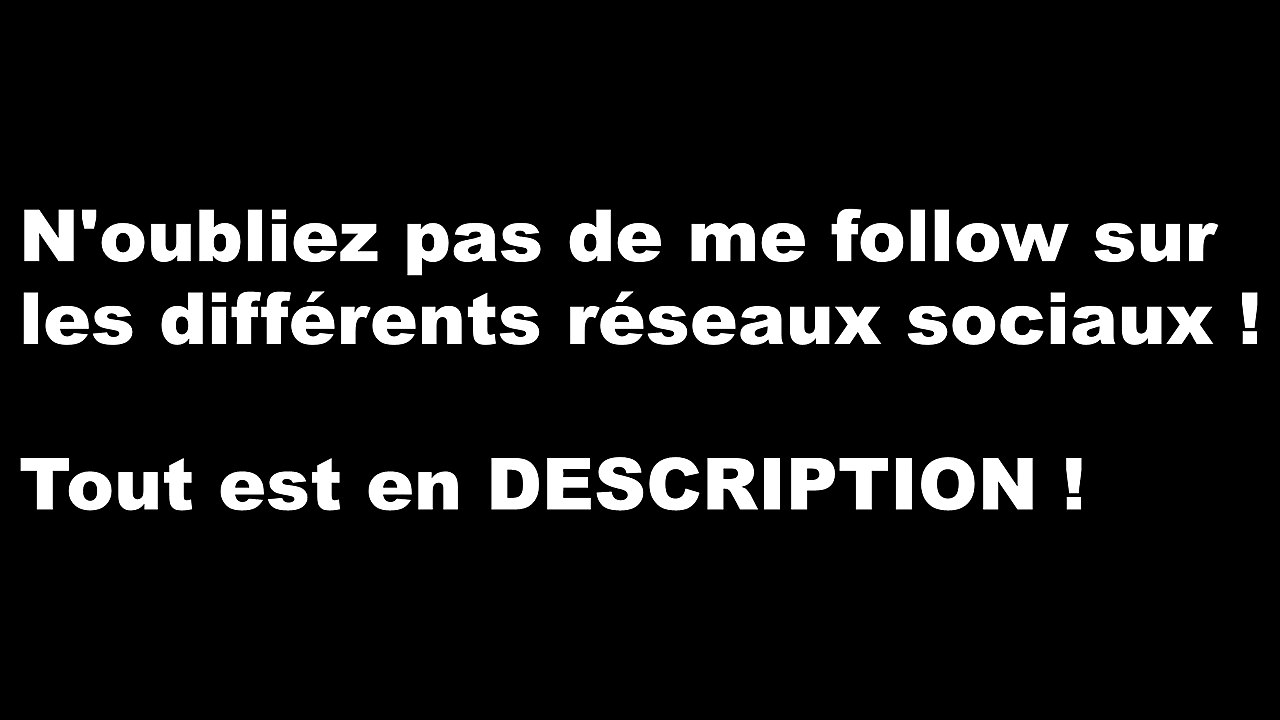 N'oubliez pas de me follow sur
les différents réseaux sociaux !
Tout est en DESCRIPTION !